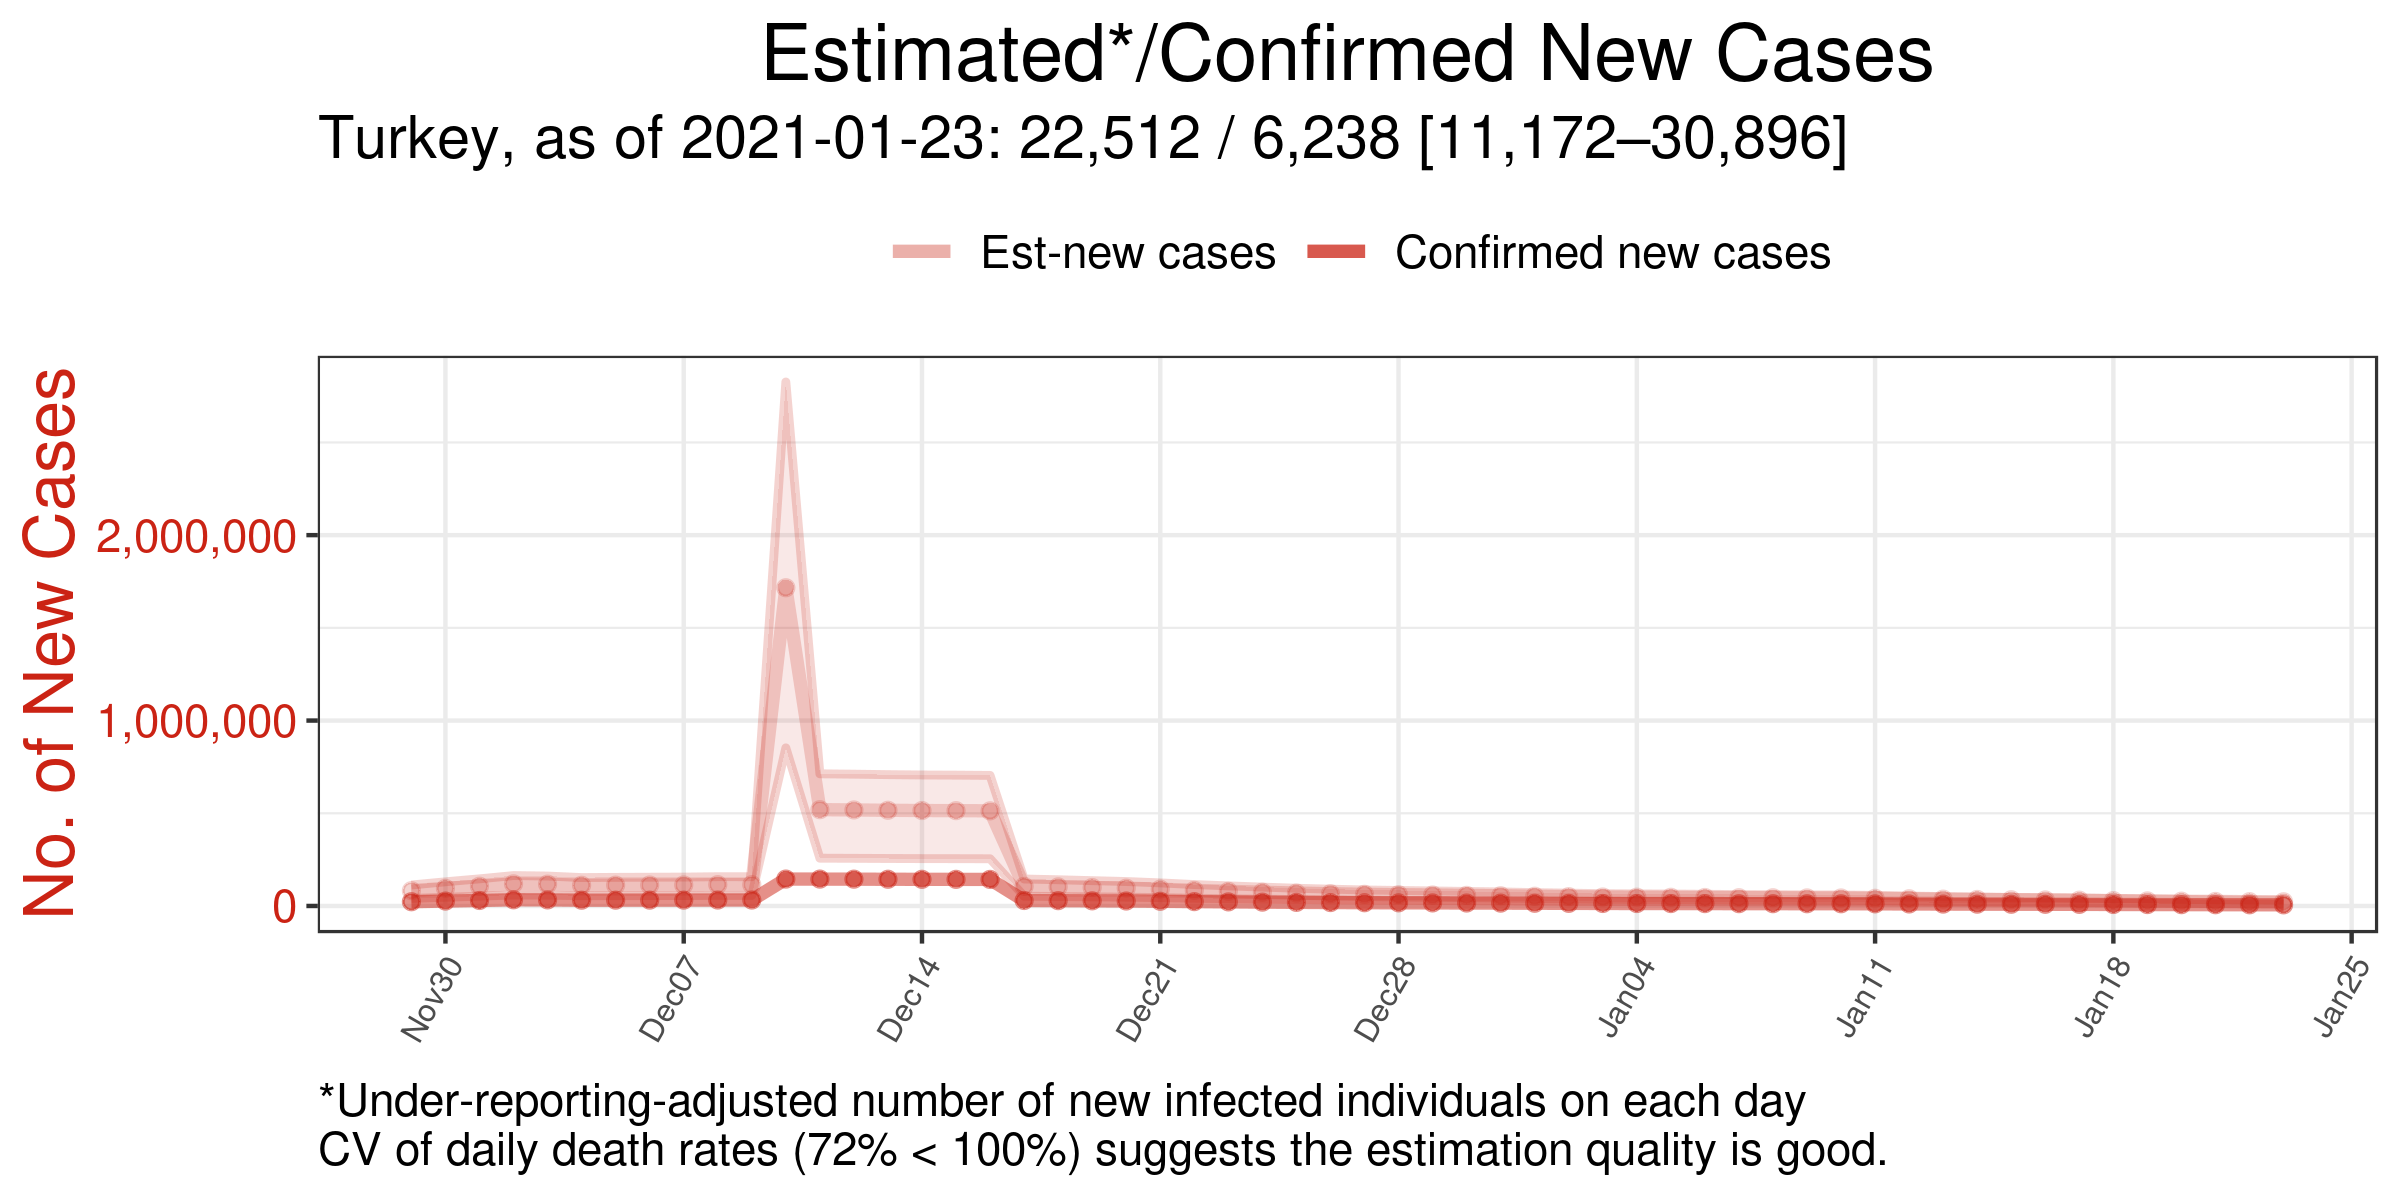 Estimated*/Confirmed New Cases
Turkey, as of 2021-01-23: 22,512 / 6,238 [11,172–30,896]
Est-new cases
Confirmed new cases
No. of New Cases
2,000,000
1,000,000
0
Nov30
Dec07
Dec14
Dec21
Dec28
Jan04
Jan11
Jan18
Jan25
*Under-reporting-adjusted number of new infected individuals on each day
CV of daily death rates (72% < 100%) suggests the estimation quality is good.